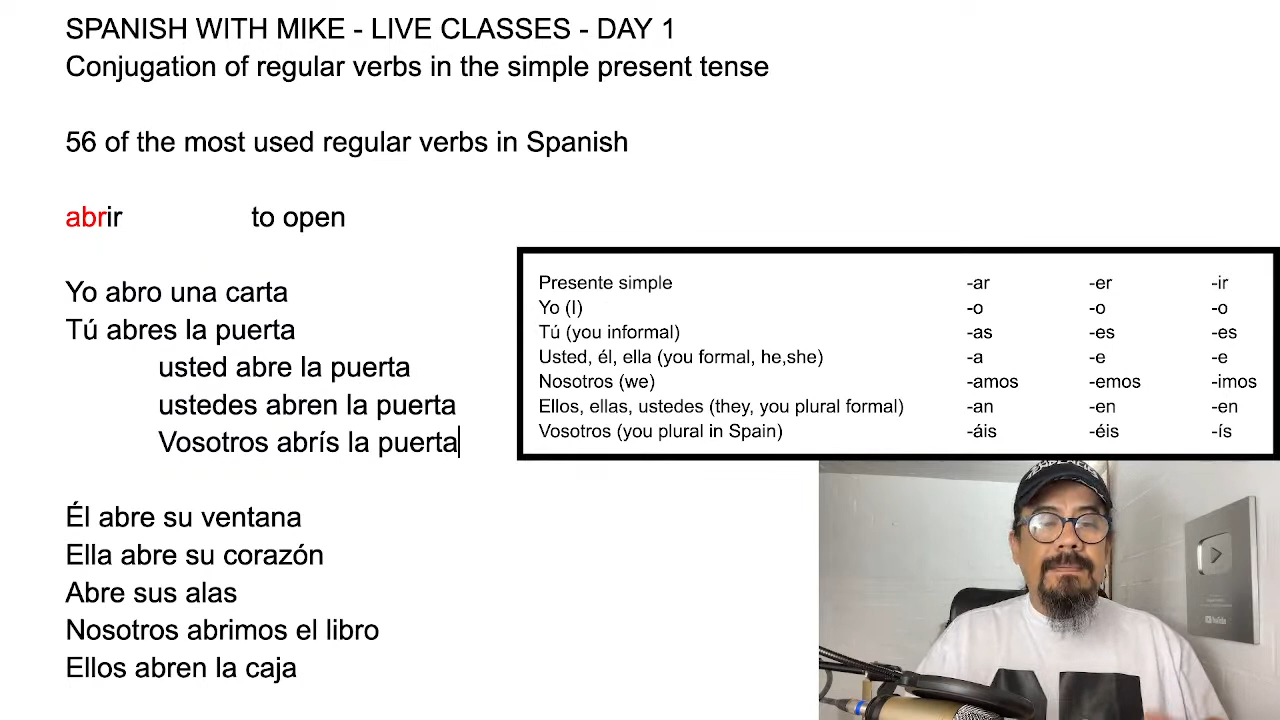 SPANISH WITH MIKE - LIVE CLASSES - DAY 1
Conjugation of regular verbs in the simple present tense
56 of the most used regular verbs in Spanish
abrir to open
Yo abro una carta
Tú abres la puerta
usted abre la puerta
ustedes abren la puerta
Vosotros abrís la puerta
Él abre su ventana
Ella abre su corazón
Abre sus alas
Nosotros abrimos el libro
Ellos abren la caja
Presente simple -ar -er -ir
Yo (I) -o -o -o
Tú (you informal) -as -es -es
Usted, él, ella (you formal, he,she) -a -e -e
Nosotros (we) -amos -emos -imos
Ellos, ellas, ustedes (they, you plural formal) -an -en -en
Vosotros (you plural in Spain) -áis -éis -ís
YouTube